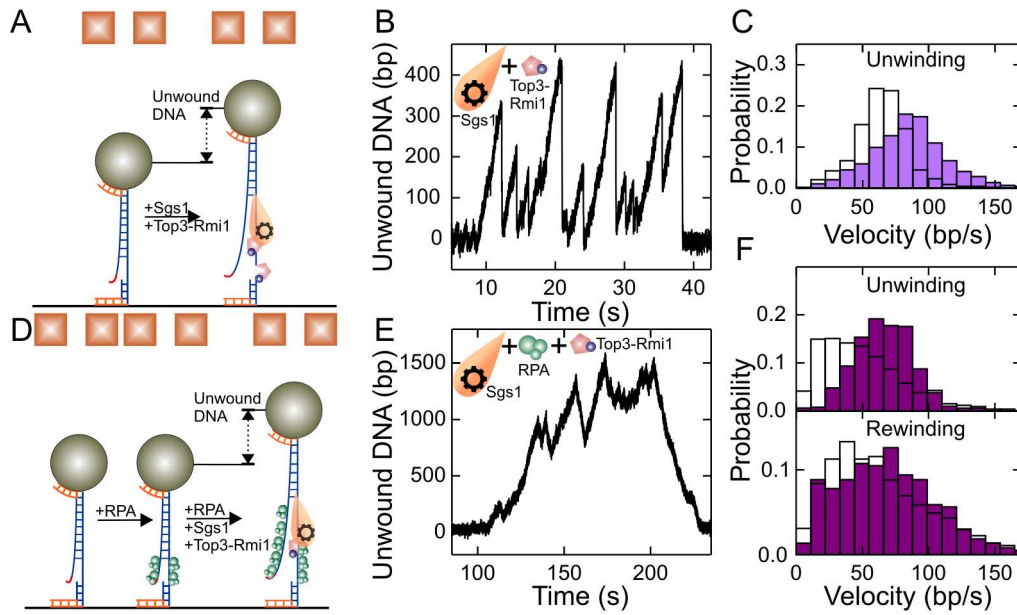 A
Unwound
DNA
+Sgs1
+Top3-Rmi1
B
Unwound DNA (bp)
400
300
200
100
0
Sgs1
+
Top3-
Rmi1
10 20 30 40
Time (s)
C
Unwinding
Probability
0.3
0.2
0.1
0.0
0 50 100 150
Velocity (bp/s)
D
Unwound
DNA
+RPA
+RPA
+Sgs1
+Top3-Rmi1
E
Unwound DNA (bp)
1500
1000
500
0
Sgs1
+
RPA
+
Top3-Rmi1
100 150 200
Time (s)
F
Unwinding
Probability
0.2
0.1
0.0
Rewinding
0.1
0.0
0 50 100 150
Velocity (bp/s)